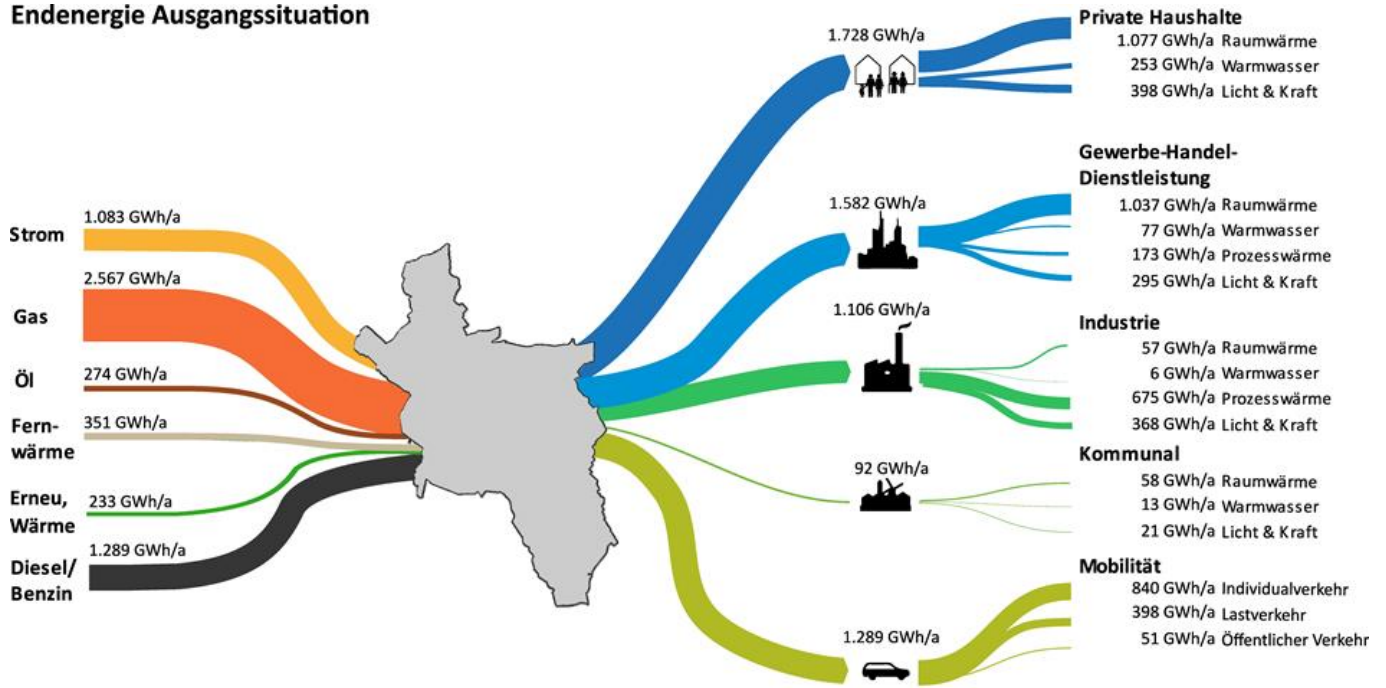 Endenergie Ausgangssituation
1.083 GWh/a
Strom
2.567 GWh/a
Gas
274 GWh/a
Öl
351 GWh/a
Fern-
wärme
233 GWh/a
Erneu,
Wärme
1.289 GWh/a
Diesel/
Benzin
1.728 GWh/a
1.582 GWh/a
1.106 GWh/a
92 GWh/a
1.289 GWh/a
Private Haushalte
1.077 GWh/a Raumwärme
253 GWh/a Warmwasser
398 GWh/a Licht & Kraft
Gewerbe-Handel-
Dienstleistung
1.037 GWh/a Raumwärme
77 GWh/a Warmwasser
173 GWh/a Prozesswärme
295 GWh/a Licht & Kraft
Industrie
57 GWh/a Raumwärme
6 GWh/a Warmwasser
675 GWh/a Prozesswärme
368 GWh/a Licht & Kraft
Kommunal
58 GWh/a Raumwärme
13 GWh/a Warmwasser
21 GWh/a Licht & Kraft
Mobilität
840 GWh/a Individualverkehr
398 GWh/a Lastverkehr
51 GWh/a Öffentlicher Verkehr